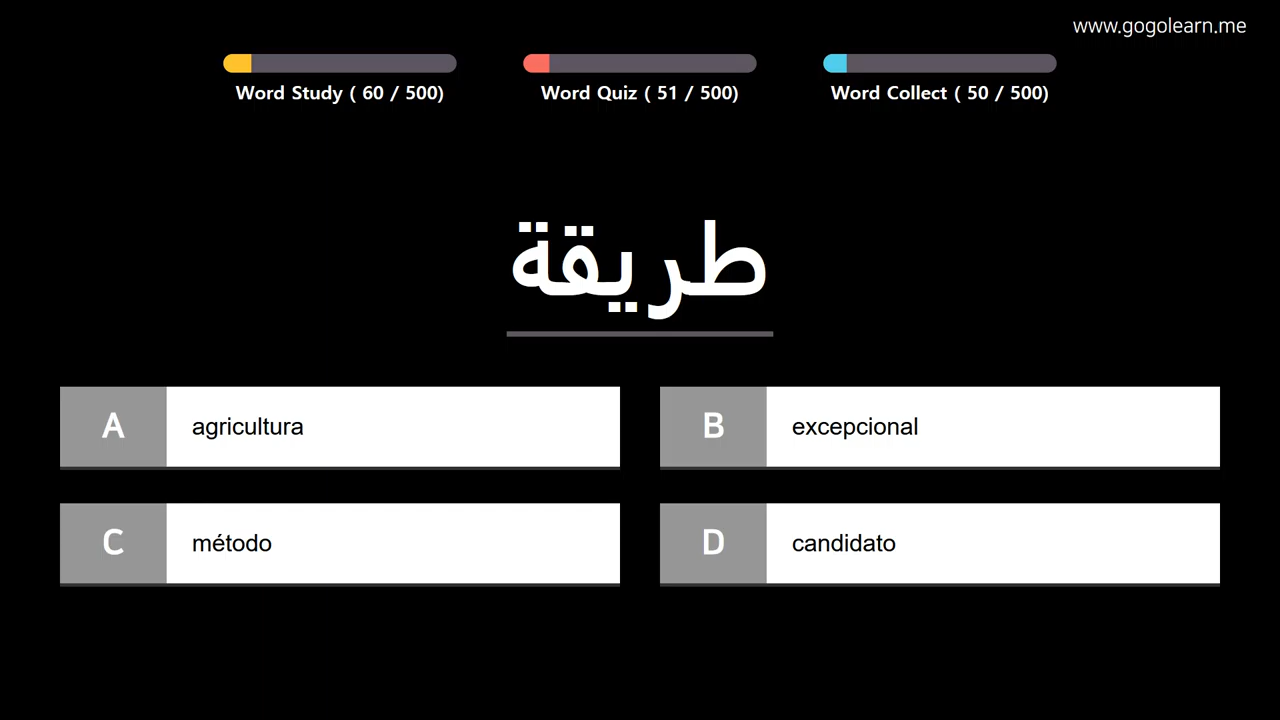 www.gogolearn.me
Word Study ( 60 / 500)
Word Quiz ( 51 / 500)
Word Collect ( 50 / 500)
طريقة
A agricultura
B excepcional
C método
D candidato